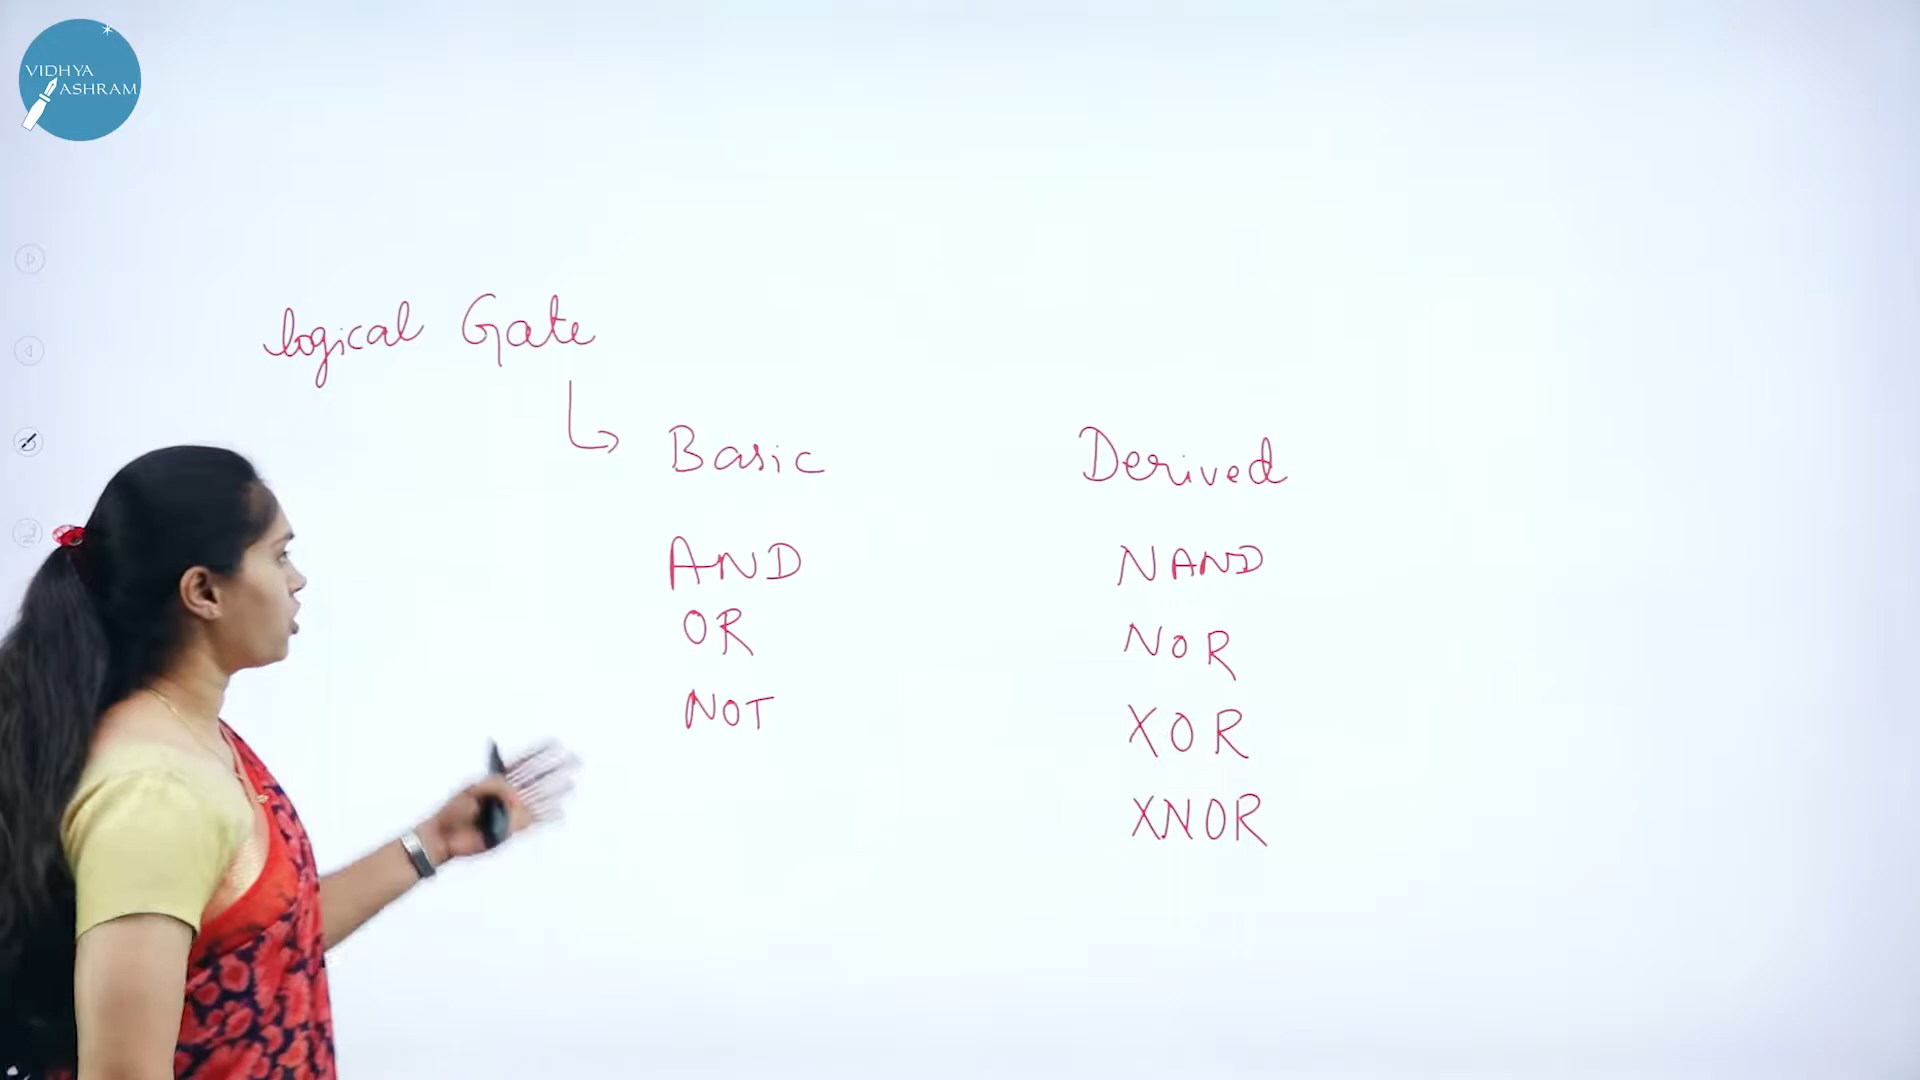 VIDHYA
ASHRAM
logical Gate
Basic
Derived
AND
NAND
OR
NOR
NOT
XOR
XNOR